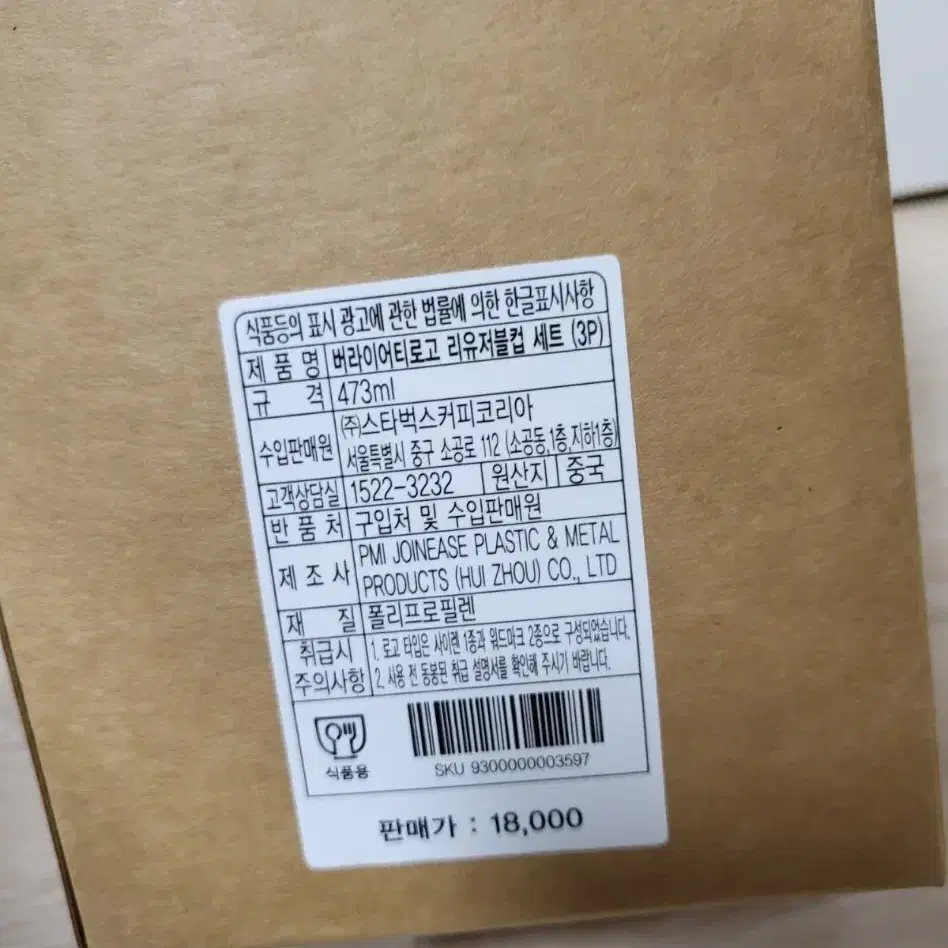 식품등의 표시 광고에 관한 법률에 의한 한글표시사항
제품명 버라이어티로고 리유저블컵 세트 (3P)
규격 473ml
수입판매원 (주)스타벅스커피코리아
서울특별시 중구 소공로 112 (소공동,1층,지하1층)
고객상담실 1522-3232 원산지 중국
반품처 구입처 및 수입판매원
제조사 PMI JOINEASE PLASTIC & METAL
PRODUCTS (HUI ZHOU) CO., LTD
재질 폴리프로필렌
취급시 1. 로고 타입은 사이렌 1종과 워드마크 2종으로 구성되었습니다.
주의사항 2. 사용 전 동봉된 취급 설명서를 확인해 주시기 바랍니다.
식품용
SKU 9300000003597
판매가 : 18,000